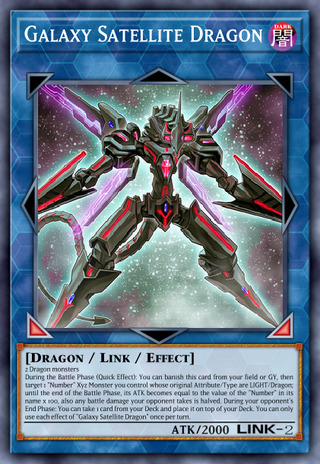 Galaxy Satellite Dragon
DARK
闇
[Dragon / Link / Effect]
2 Dragon monsters
During the Battle Phase (Quick Effect): You can banish this card from your field or GY, then
target 1 "Number" Xyz Monster you control whose original Attribute/Type are LIGHT/Dragon;
until the end of the Battle Phase, its ATK becomes equal to the value of the "Number" in its
name x 100, also any battle damage your opponent takes is halved. During your opponent's
End Phase: You can take 1 card from your Deck and place it on top of your Deck. You can only
use each effect of "Galaxy Satellite Dragon" once per turn.
ATK/2000 LINK-2